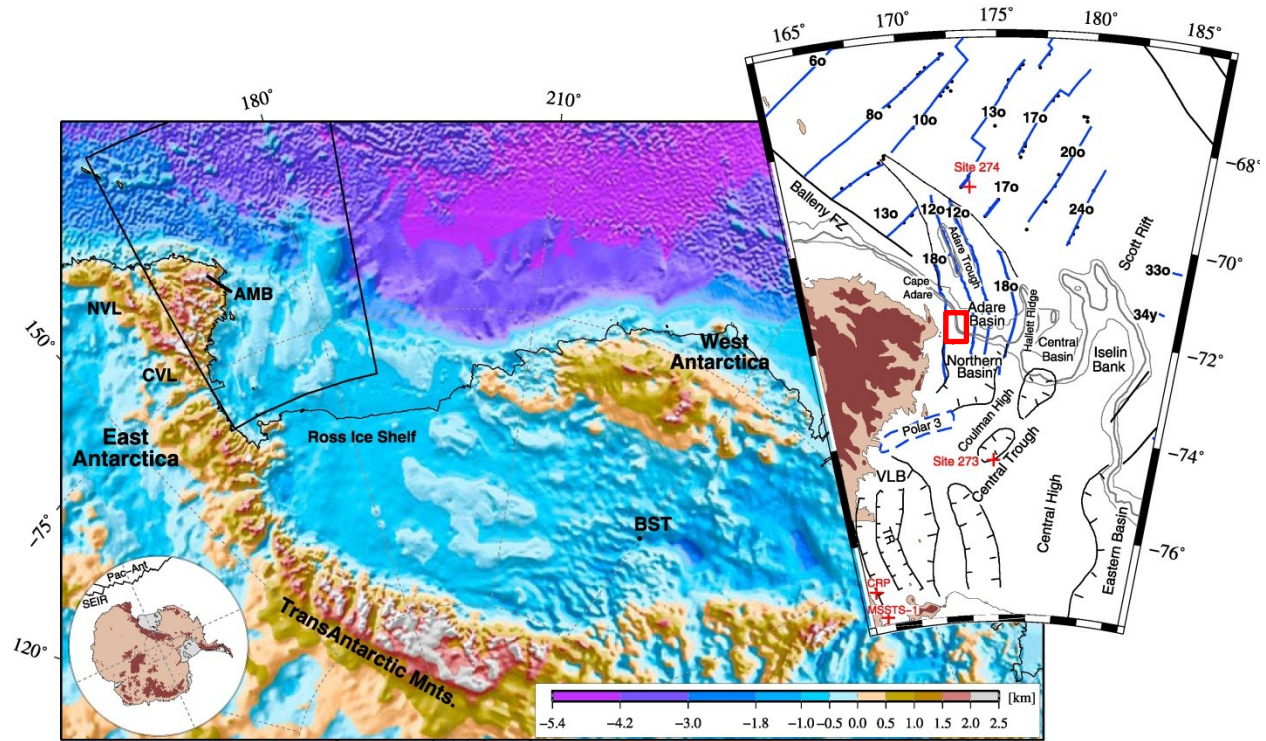 165°
170°
175°
180°
185°
6o
8o
10o
13o
17o
20o
Site 274
17o
24o
-68°
Balleny FZ
13o
12o
12o
Adare Trough
18o
18o
Scott Rift
-70°
33o
34y
Cape
Adare
Adare
Basin
Hallett Ridge
Central
Basin
Iselin
Bank
-72°
Northern
Basin
Polar 3
Coulman High
Site 273
Central Trough
-74°
VLB
TR
Central High
Eastern Basin
-76°
CRP
MSSTS-1
180°
210°
150°
-75°
120°
NVL
AMB
CVL
East
Antarctica
West
Antarctica
Ross Ice Shelf
BST
TransAntarctic Mnts.
Pac-Ant
SEIR
[km]
-5.4 -4.2 -3.0 -1.8 -1.0 -0.5 0.0 0.5 1.0 1.5 2.0 2.5